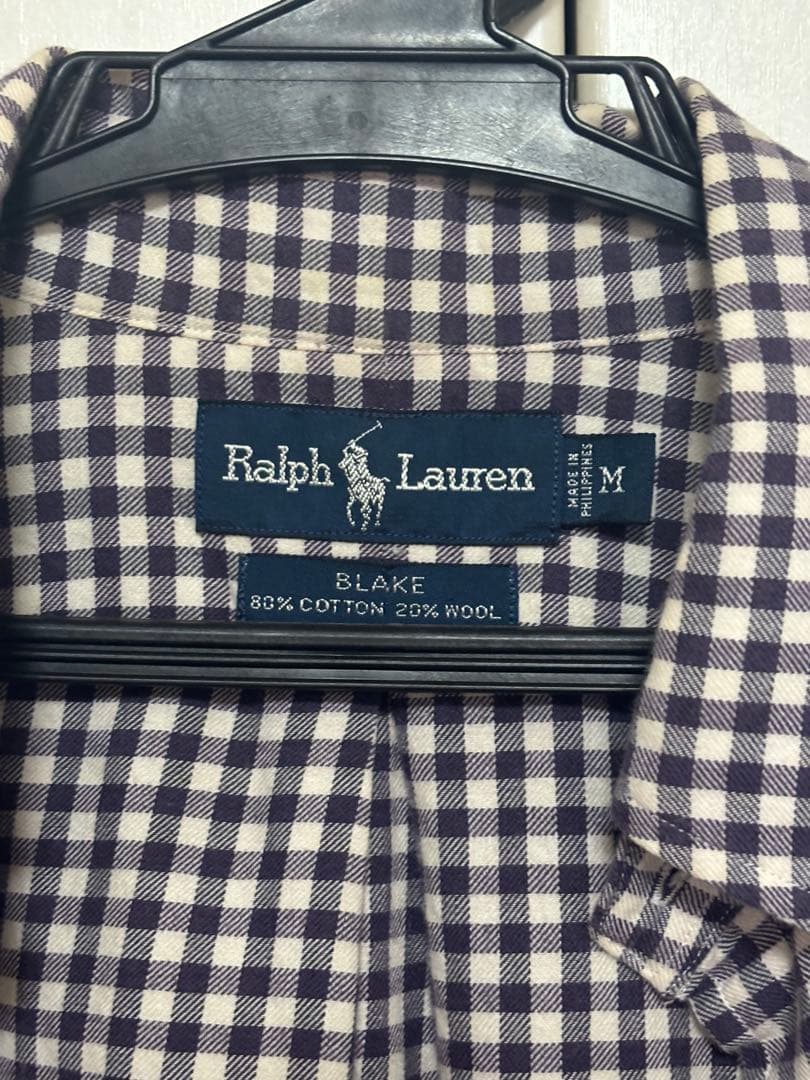 Ralph Lauren
MADE IN
PHILIPPINES
M
BLAKE
80% COTTON 20% WOOL